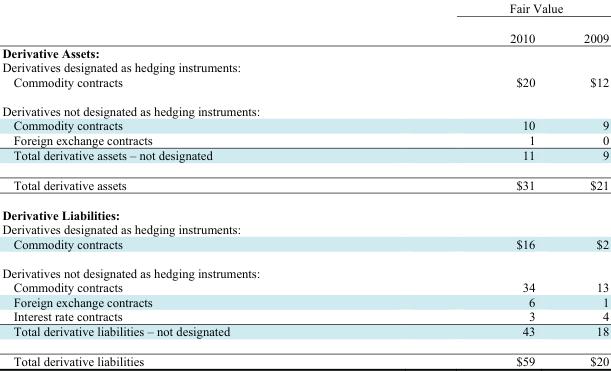 Fair Value
2010 2009
Derivative Assets:
Derivatives designated as hedging instruments:
Commodity contracts $20 $12
Derivatives not designated as hedging instruments:
Commodity contracts 10 9
Foreign exchange contracts 1 0
Total derivative assets – not designated 11 9
Total derivative assets $31 $21
Derivative Liabilities:
Derivatives designated as hedging instruments:
Commodity contracts $16 $2
Derivatives not designated as hedging instruments:
Commodity contracts 34 13
Foreign exchange contracts 6 1
Interest rate contracts 3 4
Total derivative liabilities – not designated 43 18
Total derivative liabilities $59 $20